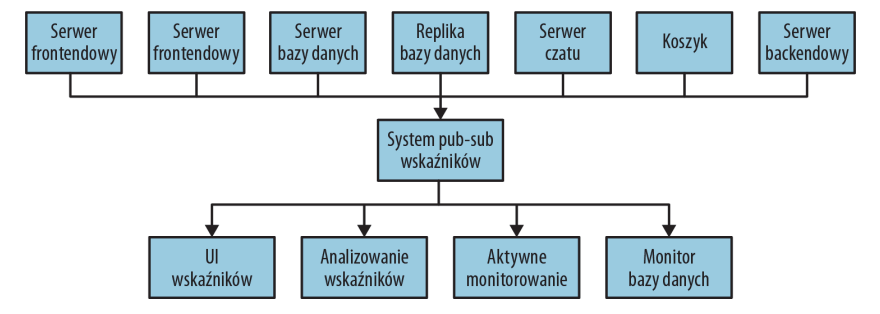 Serwer
frontendowy
Serwer
frontendowy
Serwer
bazy danych
Replika
bazy danych
Serwer
czatu
Koszyk
Serwer
backendowy
System pub-sub
wskaźników
UI
wskaźników
Analizowanie
wskaźników
Aktywne
monitorowanie
Monitor
bazy danych